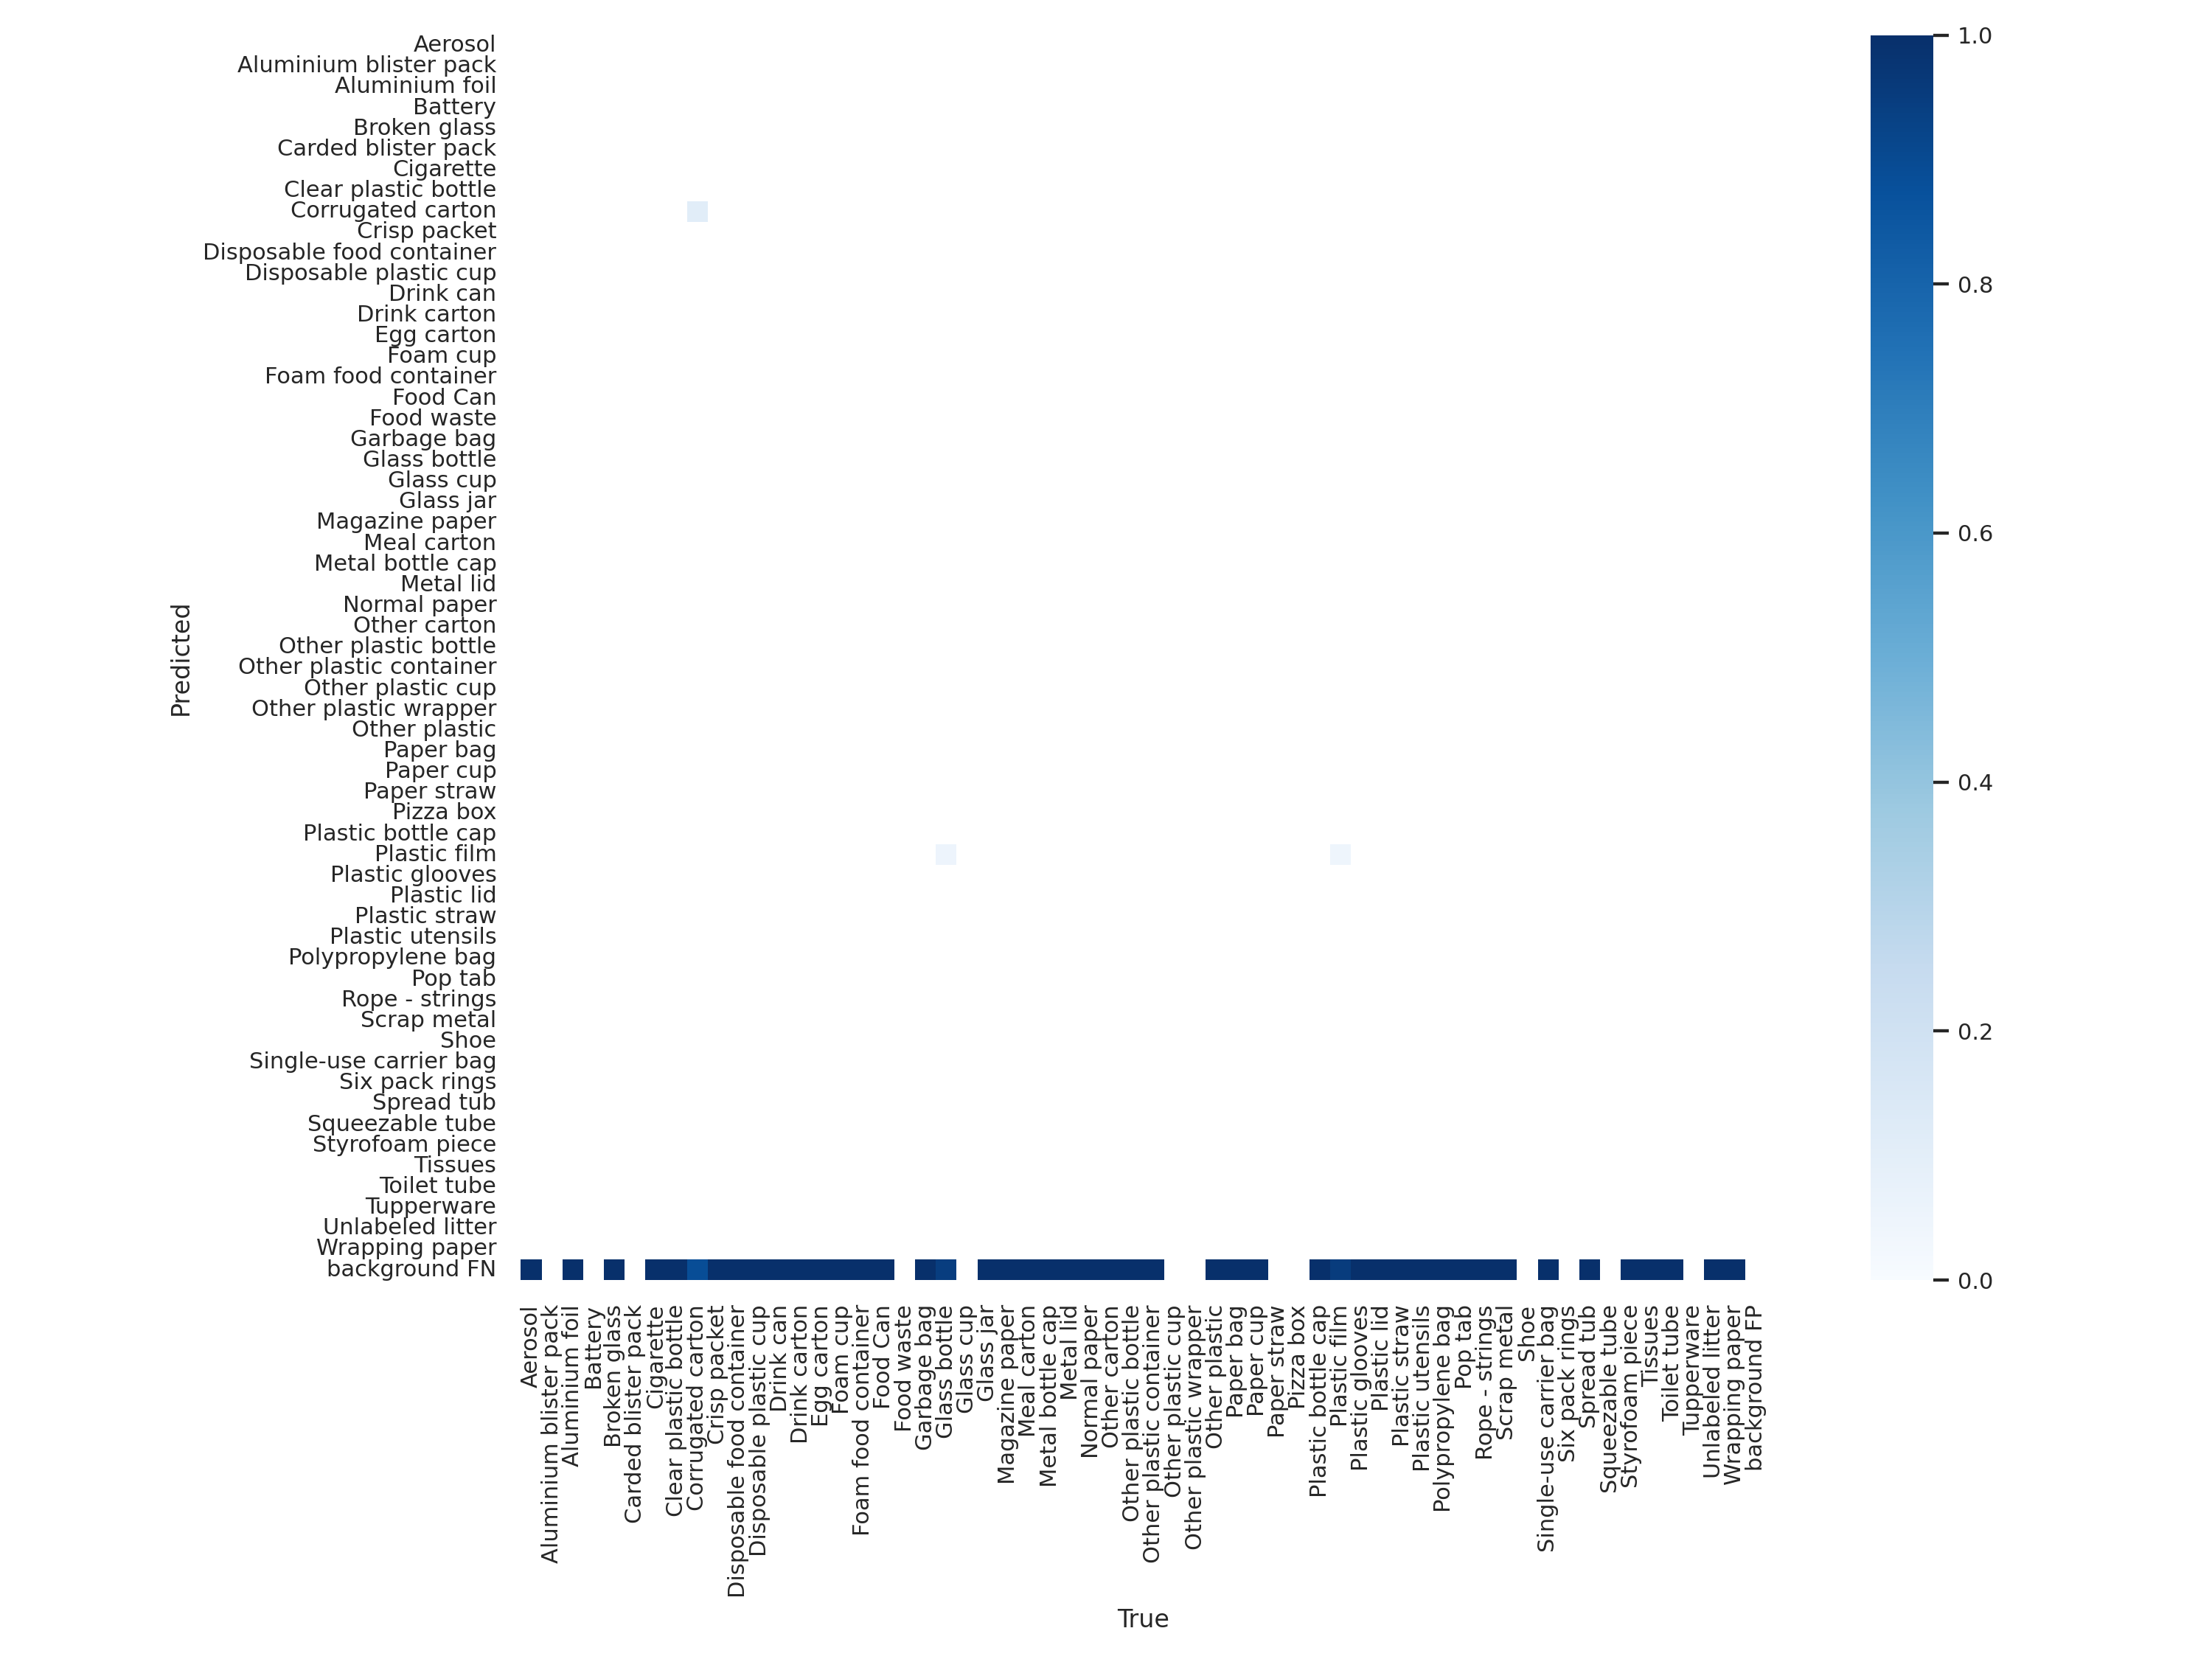 Aerosol
Aluminium blister pack
Aluminium foil
Battery
Broken glass
Carded blister pack
Cigarette
Clear plastic bottle
Corrugated carton
Crisp packet
Disposable food container
Disposable plastic cup
Drink can
Drink carton
Egg carton
Foam cup
Foam food container
Food Can
Food waste
Garbage bag
Glass bottle
Glass cup
Glass jar
Magazine paper
Meal carton
Metal bottle cap
Metal lid
Normal paper
Other carton
Other plastic bottle
Other plastic container
Other plastic cup
Other plastic wrapper
Other plastic
Paper bag
Paper cup
Paper straw
Pizza box
Plastic bottle cap
Plastic film
Plastic glooves
Plastic lid
Plastic straw
Plastic utensils
Polypropylene bag
Pop tab
Rope - strings
Scrap metal
Shoe
Single-use carrier bag
Six pack rings
Spread tub
Squeezable tube
Styrofoam piece
Tissues
Toilet tube
Tupperware
Unlabeled litter
Wrapping paper
background FN
Predicted
Aerosol
Aluminium blister pack
Aluminium foil
Battery
Broken glass
Carded blister pack
Cigarette
Clear plastic bottle
Corrugated carton
Crisp packet
Disposable food container
Disposable plastic cup
Drink can
Drink carton
Egg carton
Foam cup
Foam food container
Food Can
Food waste
Garbage bag
Glass bottle
Glass cup
Glass jar
Magazine paper
Meal carton
Metal bottle cap
Metal lid
Normal paper
Other carton
Other plastic bottle
Other plastic container
Other plastic cup
Other plastic wrapper
Other plastic
Paper bag
Paper cup
Paper straw
Pizza box
Plastic bottle cap
Plastic film
Plastic glooves
Plastic lid
Plastic straw
Plastic utensils
Polypropylene bag
Pop tab
Rope - strings
Scrap metal
Shoe
Single-use carrier bag
Six pack rings
Spread tub
Squeezable tube
Styrofoam piece
Tissues
Toilet tube
Tupperware
Unlabeled litter
Wrapping paper
background FP
True
1.0
0.8
0.6
0.4
0.2
0.0